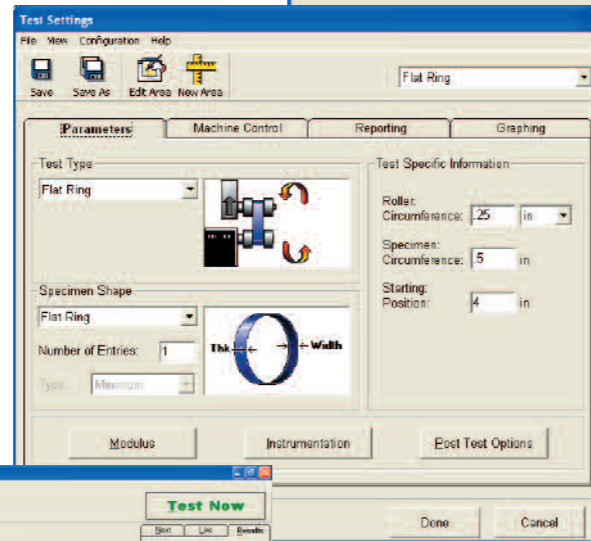 Test Settings
File View Configuration Help
Save Save As Edit Area New Area
Flat Ring
Parameters Machine Control Reporting Graphing
Test Type
Flat Ring
Specimen Shape
Flat Ring
Number of Entries: 1
Type: Minimum
Thk Width
Test Specific Information
Roller:
Circumference: .25 in
Specimen:
Circumference: .5 in
Starting:
Position: 4 in
Modulus Instrumentation Post Test Options
Test Now
Next Live Results
Done Cancel